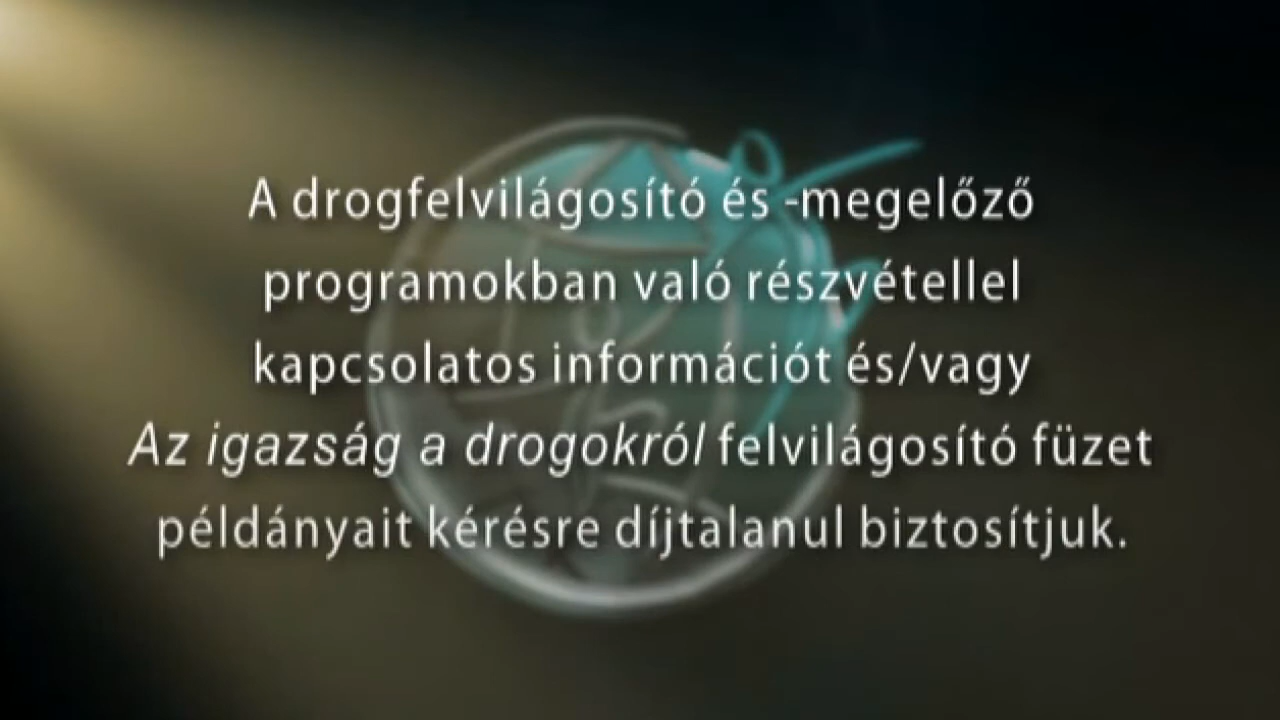 A drogfelvilágosító és -megelőző
programokban való részvétellel
kapcsolatos információt és/vagy
Az igazság a drogokról felvilágosító füzet
példányait kérésre díjtalanul biztosítjuk.